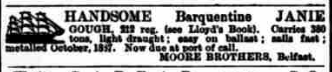 HANDSOME Barquentine JANIE
GOUGH, 212 reg. (see Lloyd's Book). Carries 380
tons, light draught; easy on ballast; sails fast;
metalled October, Now due at port of call.
MOORE BROTHERS, Belfast.